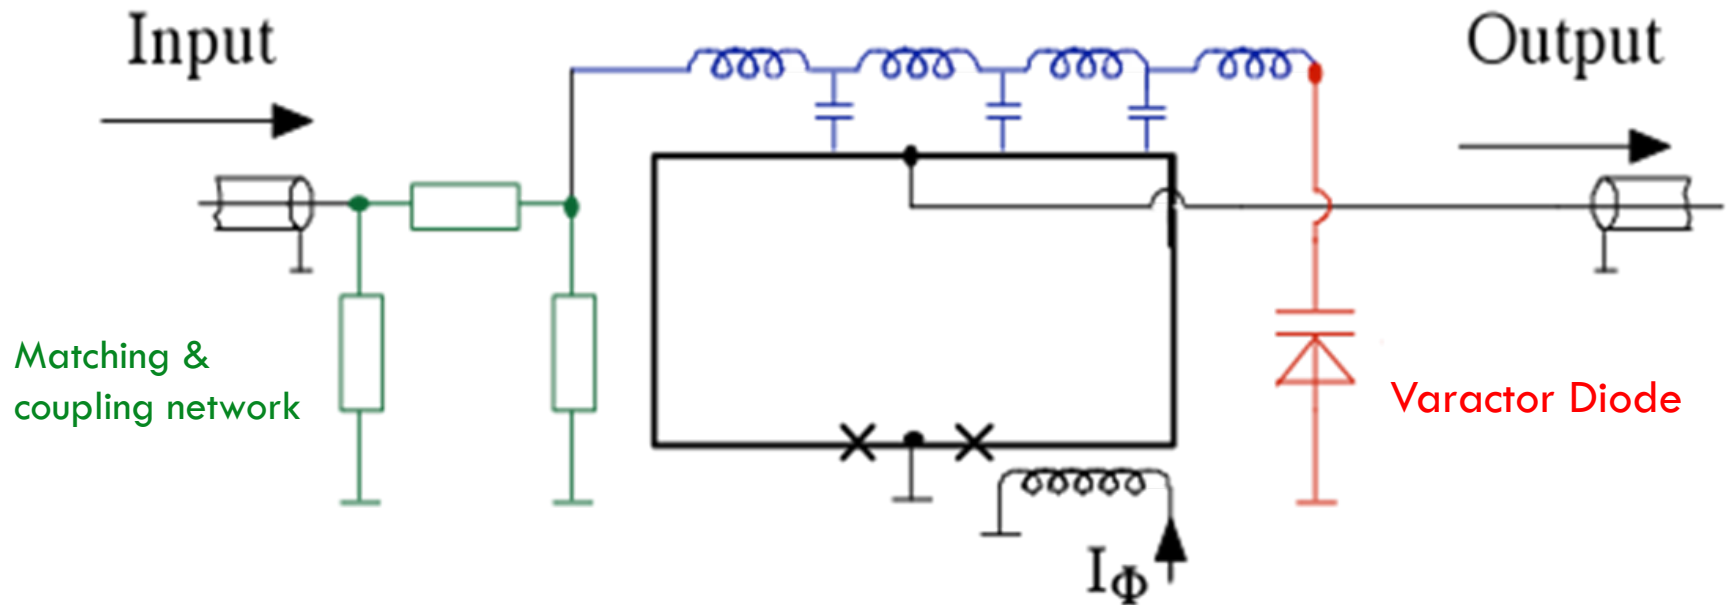 Input
Output
Matching &
coupling network
Varactor Diode
IΦ